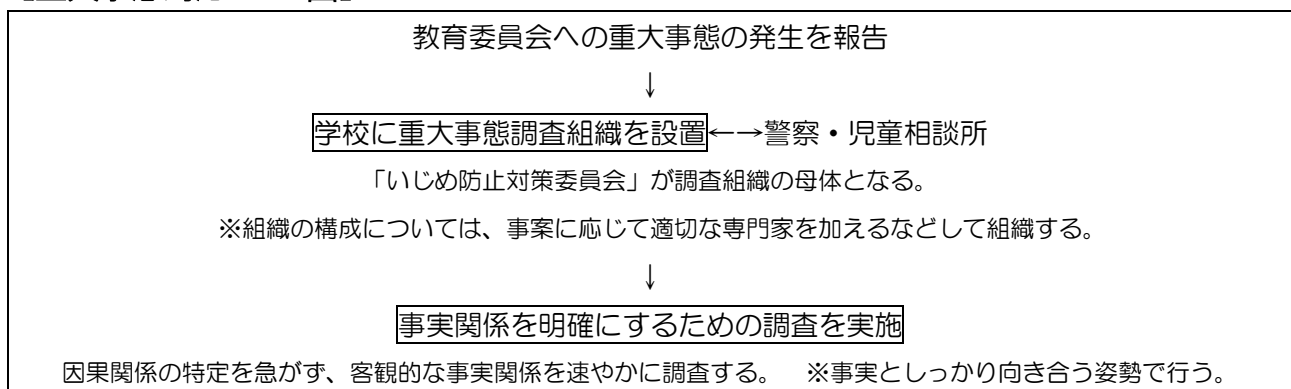 教育委員会への重大事態の発生を報告
↓
学校に重大事態調査組織を設置←→警察・児童相談所
「いじめ防止対策委員会」が調査組織の母体となる。
※組織の構成については、事案に応じて適切な専門家を加えるなどして組織する。
↓
事実関係を明確にするための調査を実施
因果関係の特定を急がず、客観的な事実関係を速やかに調査する。　※事実としっかり向き合う姿勢で行う。